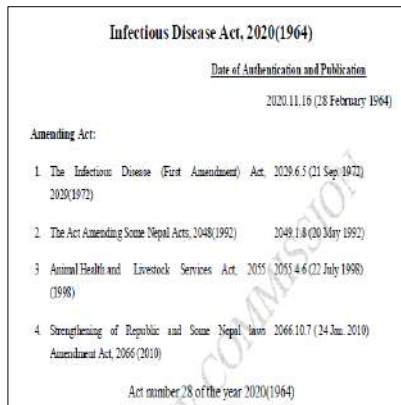 Infectious Disease Act, 2020(1964)
Date of Authentication and Publication
2020.11.16 (28 February 1964)
Amending Act:
1. The Infectious Disease (First Amendment) Act, 2029.6.5 (21 Sep. 1972)
2029(1972)
2. The Act Amending Some Nepal Acts, 2048(1992) 2049.1.8 (20 May 1992)
3 Animal Health and Livestock Services Act, 2055 2055.4.6 (22 July 1998)
(1998)
4. Strengthening of Republic and Some Nepal laws 2066.10.7 (24 Jan. 2010)
Amendment Act, 2066 (2010)
Act number 28 of the year 2020(1964)
COMMISSION